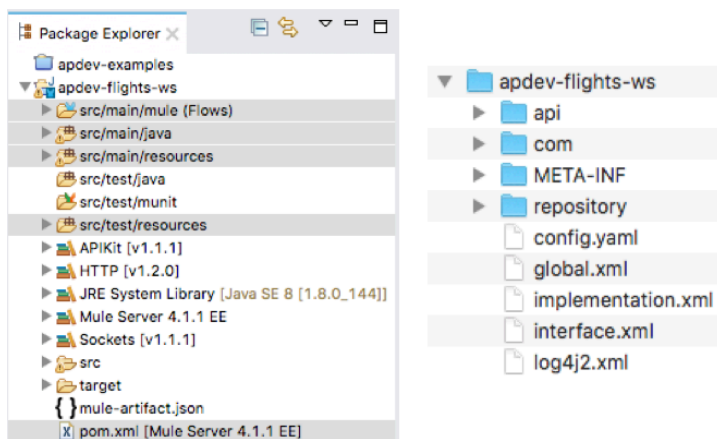 Package Explorer
apdev-examples
apdev-flights-ws
src/main/mule (Flows)
src/main/java
src/main/resources
src/test/java
src/test/munit
src/test/resources
APIKit [v1.1.1]
HTTP [v1.2.0]
JRE System Library [Java SE 8 [1.8.0_144]]
Mule Server 4.1.1 EE
Sockets [v1.1.1]
src
target
mule-artifact.json
pom.xml [Mule Server 4.1.1 EE]
apdev-flights-ws
api
com
META-INF
repository
config.yaml
global.xml
implementation.xml
interface.xml
log4j2.xml